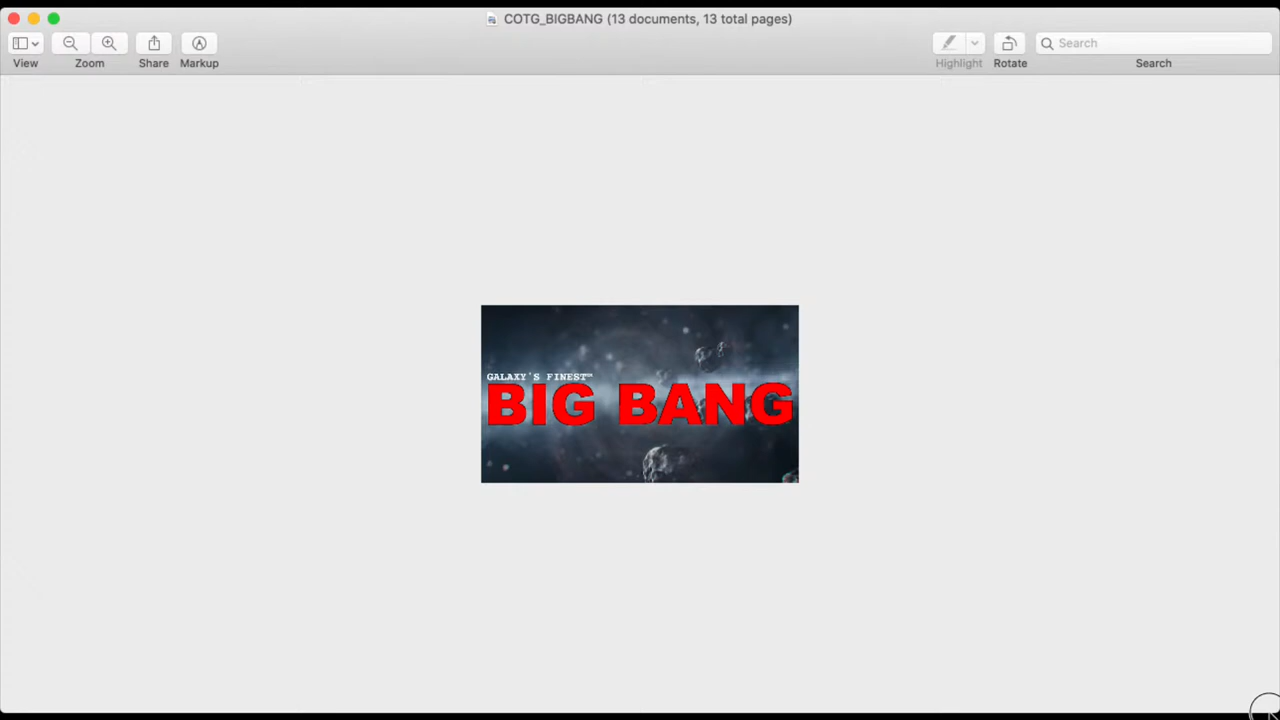 COTG_BIGBANG (13 documents, 13 total pages)
View
Zoom
Share
Markup
Highlight
Rotate
Search
Search
GALAXY'S FINEST™
BIG BANG